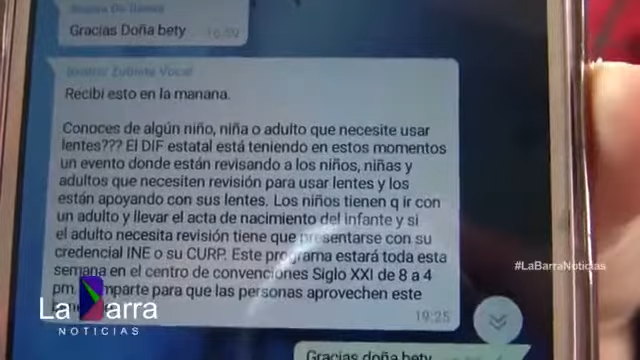 Gracias Doña bety
16:59
Recibi esto en la manana.
Conoces de algún niño, niña o adulto que necesite usar
lentes??? El DIF estatal está teniendo en estos momentos
un evento donde están revisando a los niños, niñas y
adultos que necesiten revisión para usar lentes y los
están apoyando con sus lentes. Los niños tienen q ir con
un adulto y llevar el acta de nacimiento del infante y si
el adulto necesita revisión tiene que presentarse con su
credencial INE o su CURP. Este programa estará toda esta
semana en el centro de convenciones Siglo XXI de 8 a 4
pm. para que las personas aprovechen este
19:25
Gracias doña bety
#LaBarraNoticias
La Barra
NOTICIAS